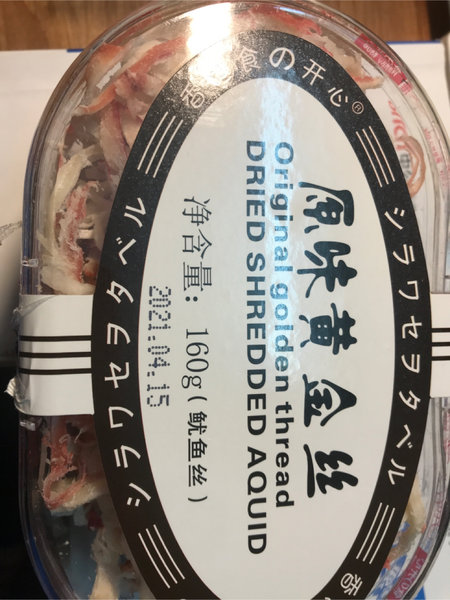 食の开心®
原味黄金丝
Original golden thread
DRIED SHREDDED AQUID
净含量: 160g(鱿鱼丝)
2021.04.15
シラワセヲタベル
シラワセヲタベル